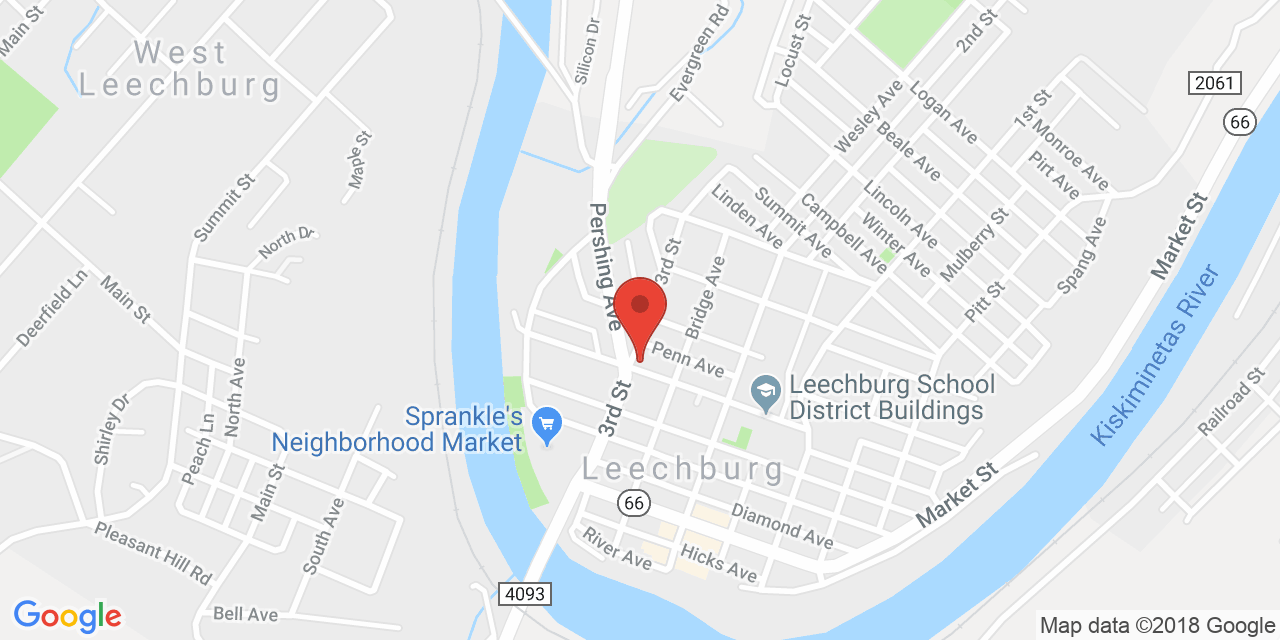 Main St
West
Leechburg
Silicon Dr
Evergreen Rd
Locust St
2nd St
2061
66
Wesley Ave
Logan Ave
Beale Ave
1st St
Monroe Ave
Pirt Ave
Maple St
Summit St
North Dr
Linden Ave
Summit Ave
Campbell Ave
Lincoln Ave
Winter Ave
Mulberry St
Spang Ave
Market St
Pershing Ave
3rd St
Bridge Ave
Pitt St
Kiskiminetas River
Deerfield Ln
Main St
Penn Ave
North Ave
Shirley Dr
Peach Ln
Main St
South Ave
Pleasant Hill Rd
Bell Ave
Sprankle's
Neighborhood Market
3rd St
Leechburg School
District Buildings
Leechburg
66
Railroad St
Market St
Diamond Ave
River Ave
Hicks Ave
4093
Google
Map data ©2018 Google